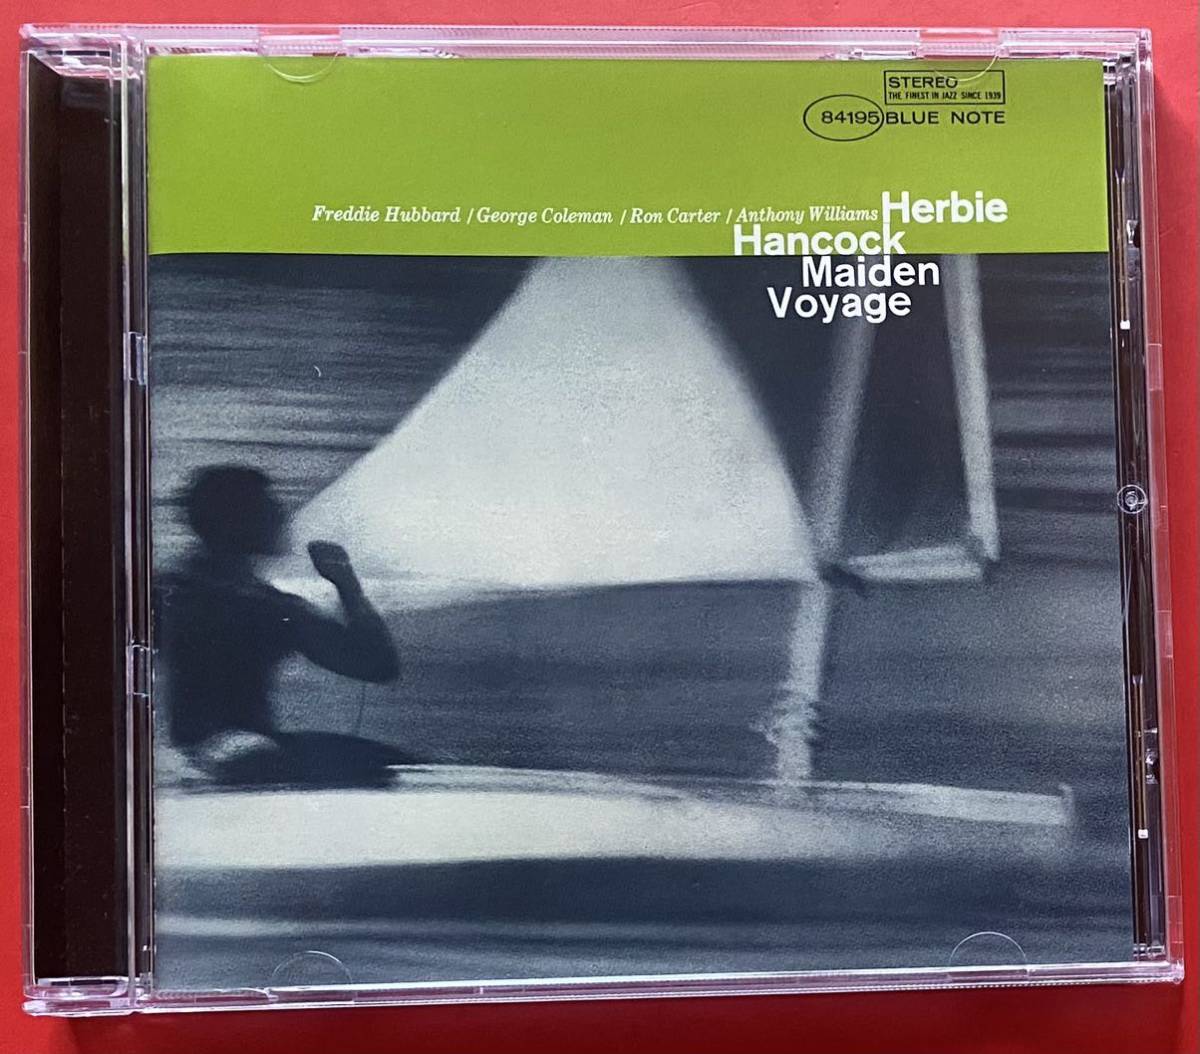 STEREO
THE FINEST IN JAZZ SINCE 1939
84195 BLUE NOTE
Freddie Hubbard / George Coleman / Ron Carter / Anthony Williams Herbie
Hancock
Maiden
Voyage